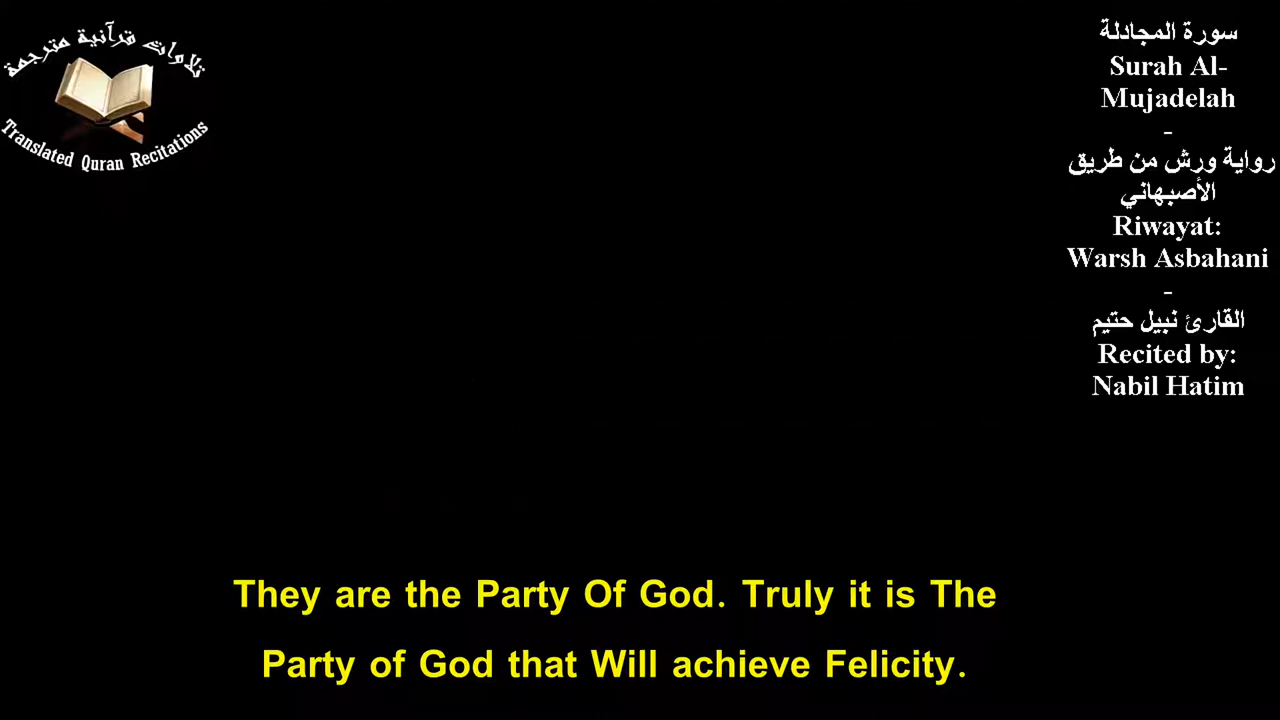 تلاوات قرآنية مترجمة
Translated Quran Recitations
سورة المجادلة
Surah Al-
Mujadelah
-
رواية ورش من طريق
الأصبهاني
Riwayat:
Warsh Asbahani
-
القارئ نبيل حتيم
Recited by:
Nabil Hatim
They are the Party Of God. Truly it is The
Party of God that Will achieve Felicity.